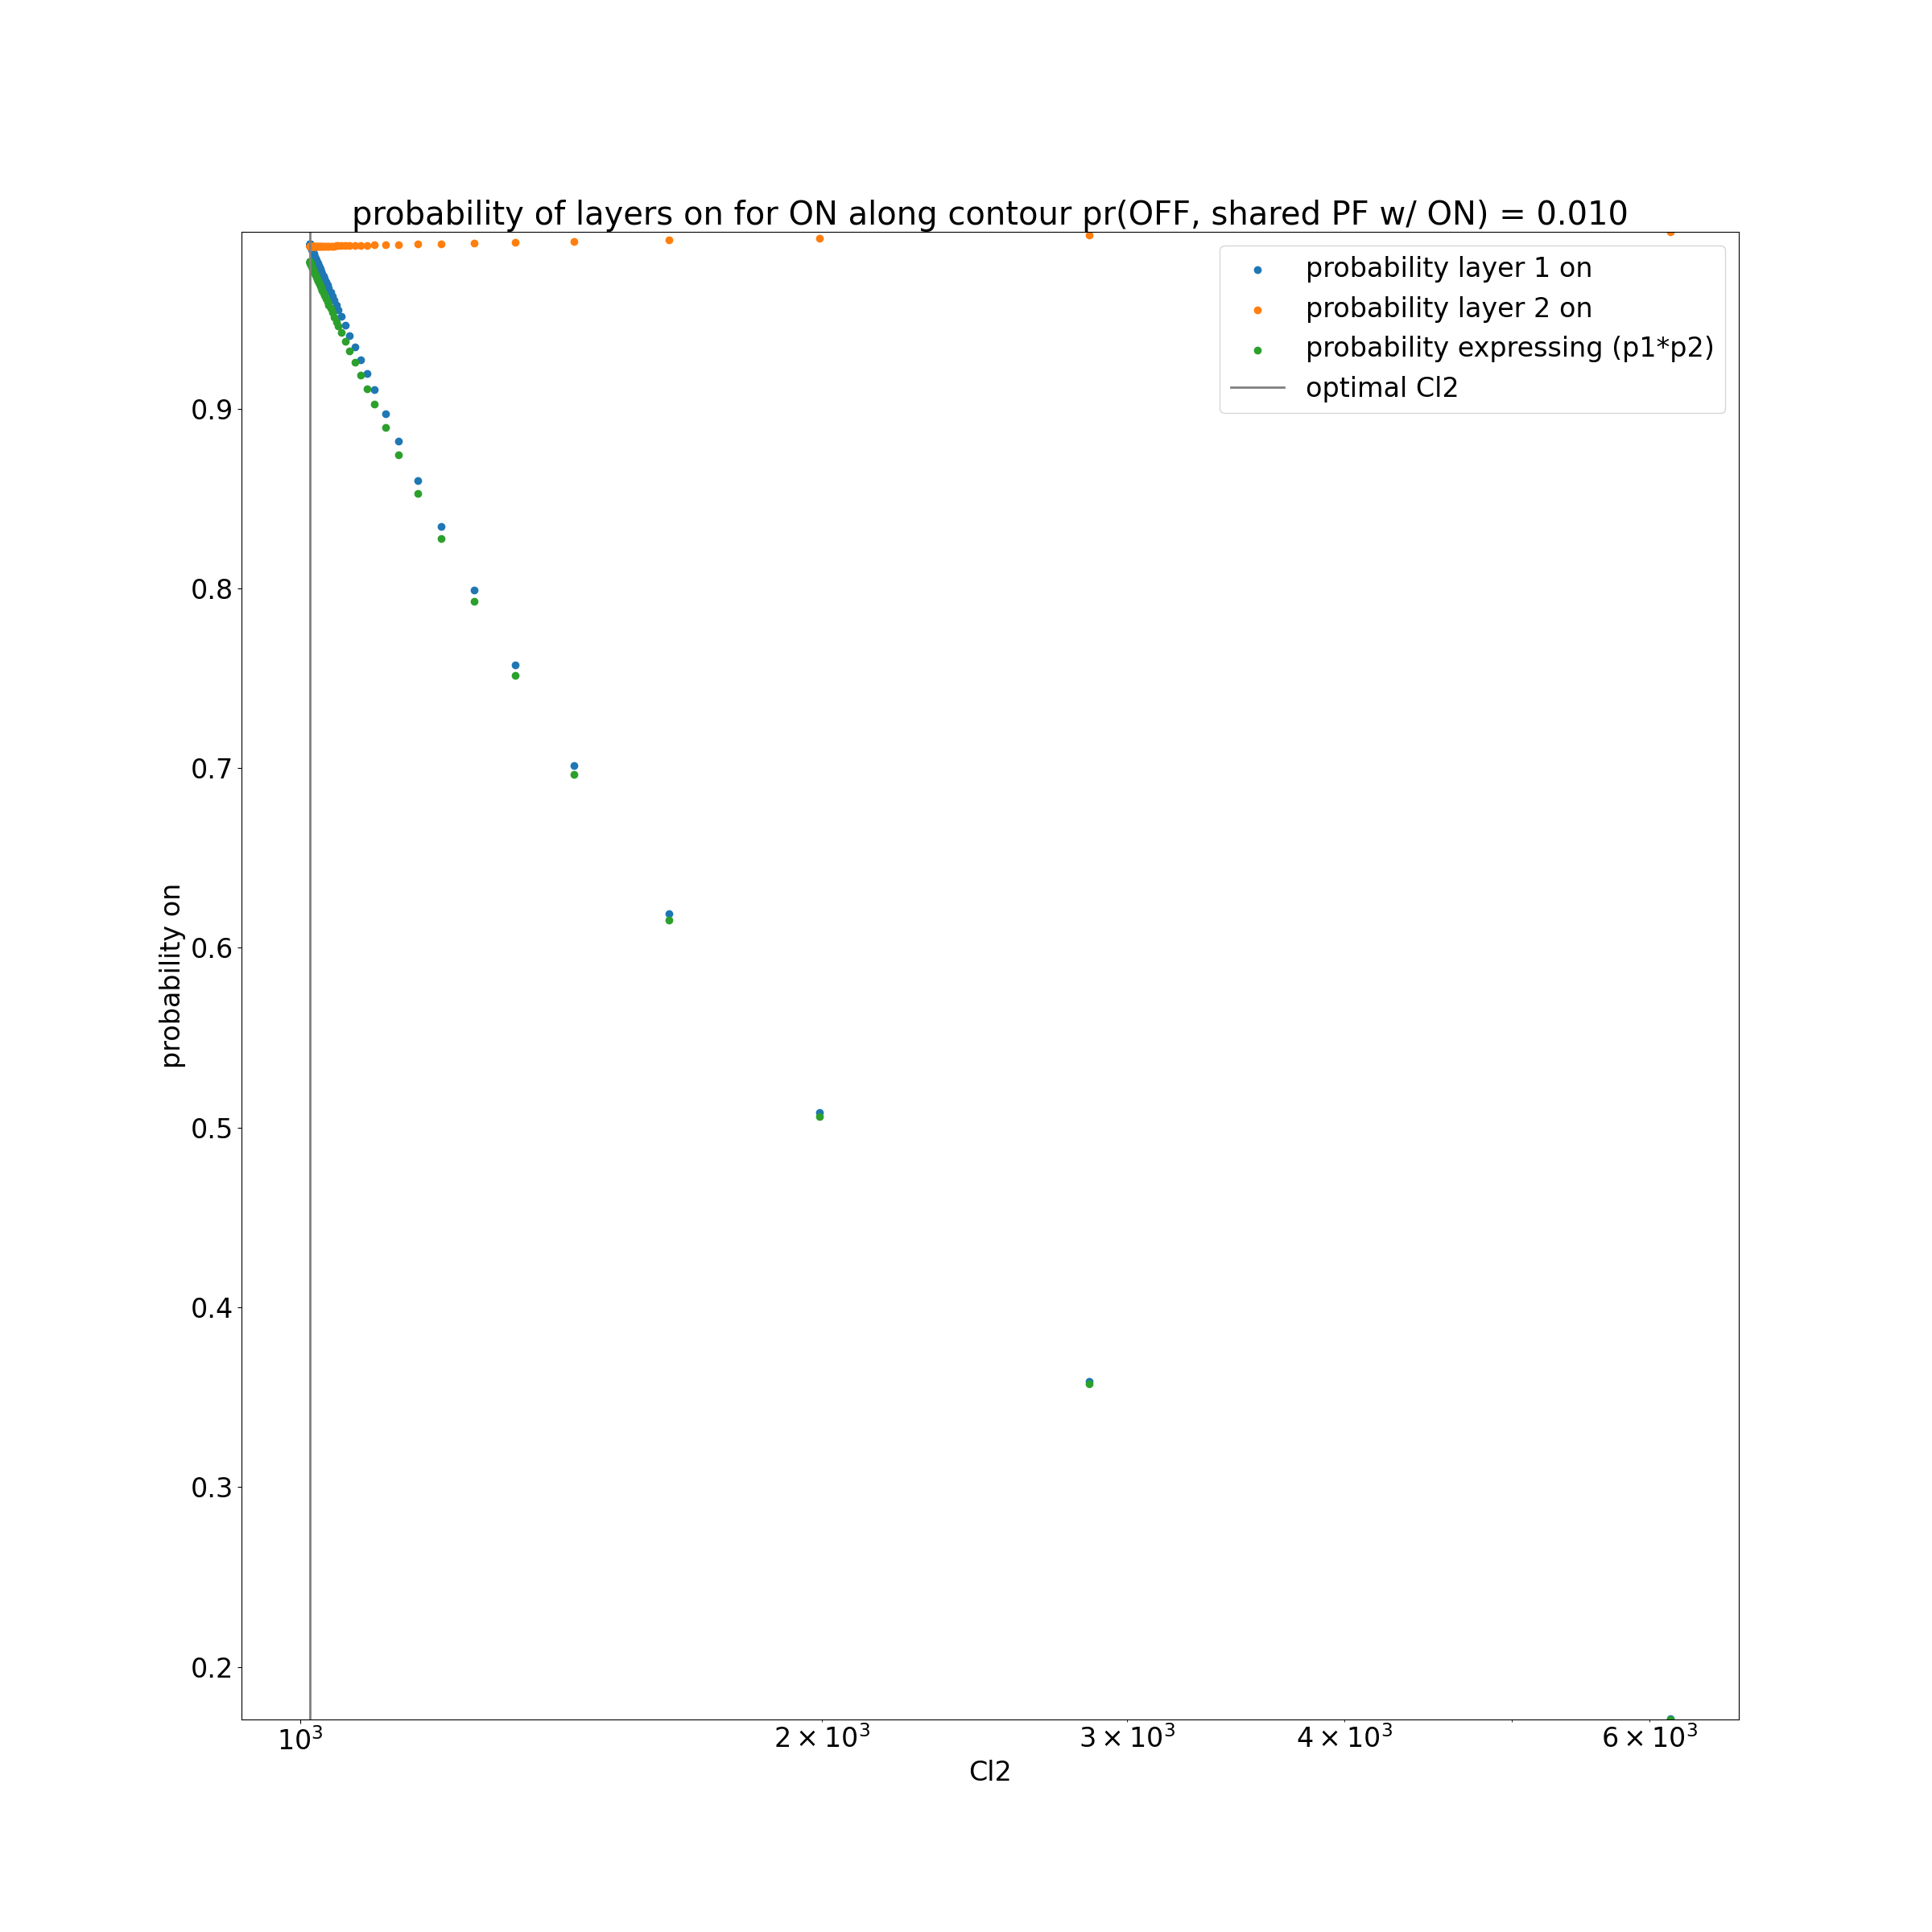 probability of layers on for ON along contour pr(OFF, shared PF w/ ON) = 0.010
probability layer 1 on
probability layer 2 on
probability expressing (p1*p2)
optimal Cl2
probability on
0.9
0.8
0.7
0.6
0.5
0.4
0.3
0.2
10³ 2 × 10³ 3 × 10³ 4 × 10³ 6 × 10³
Cl2